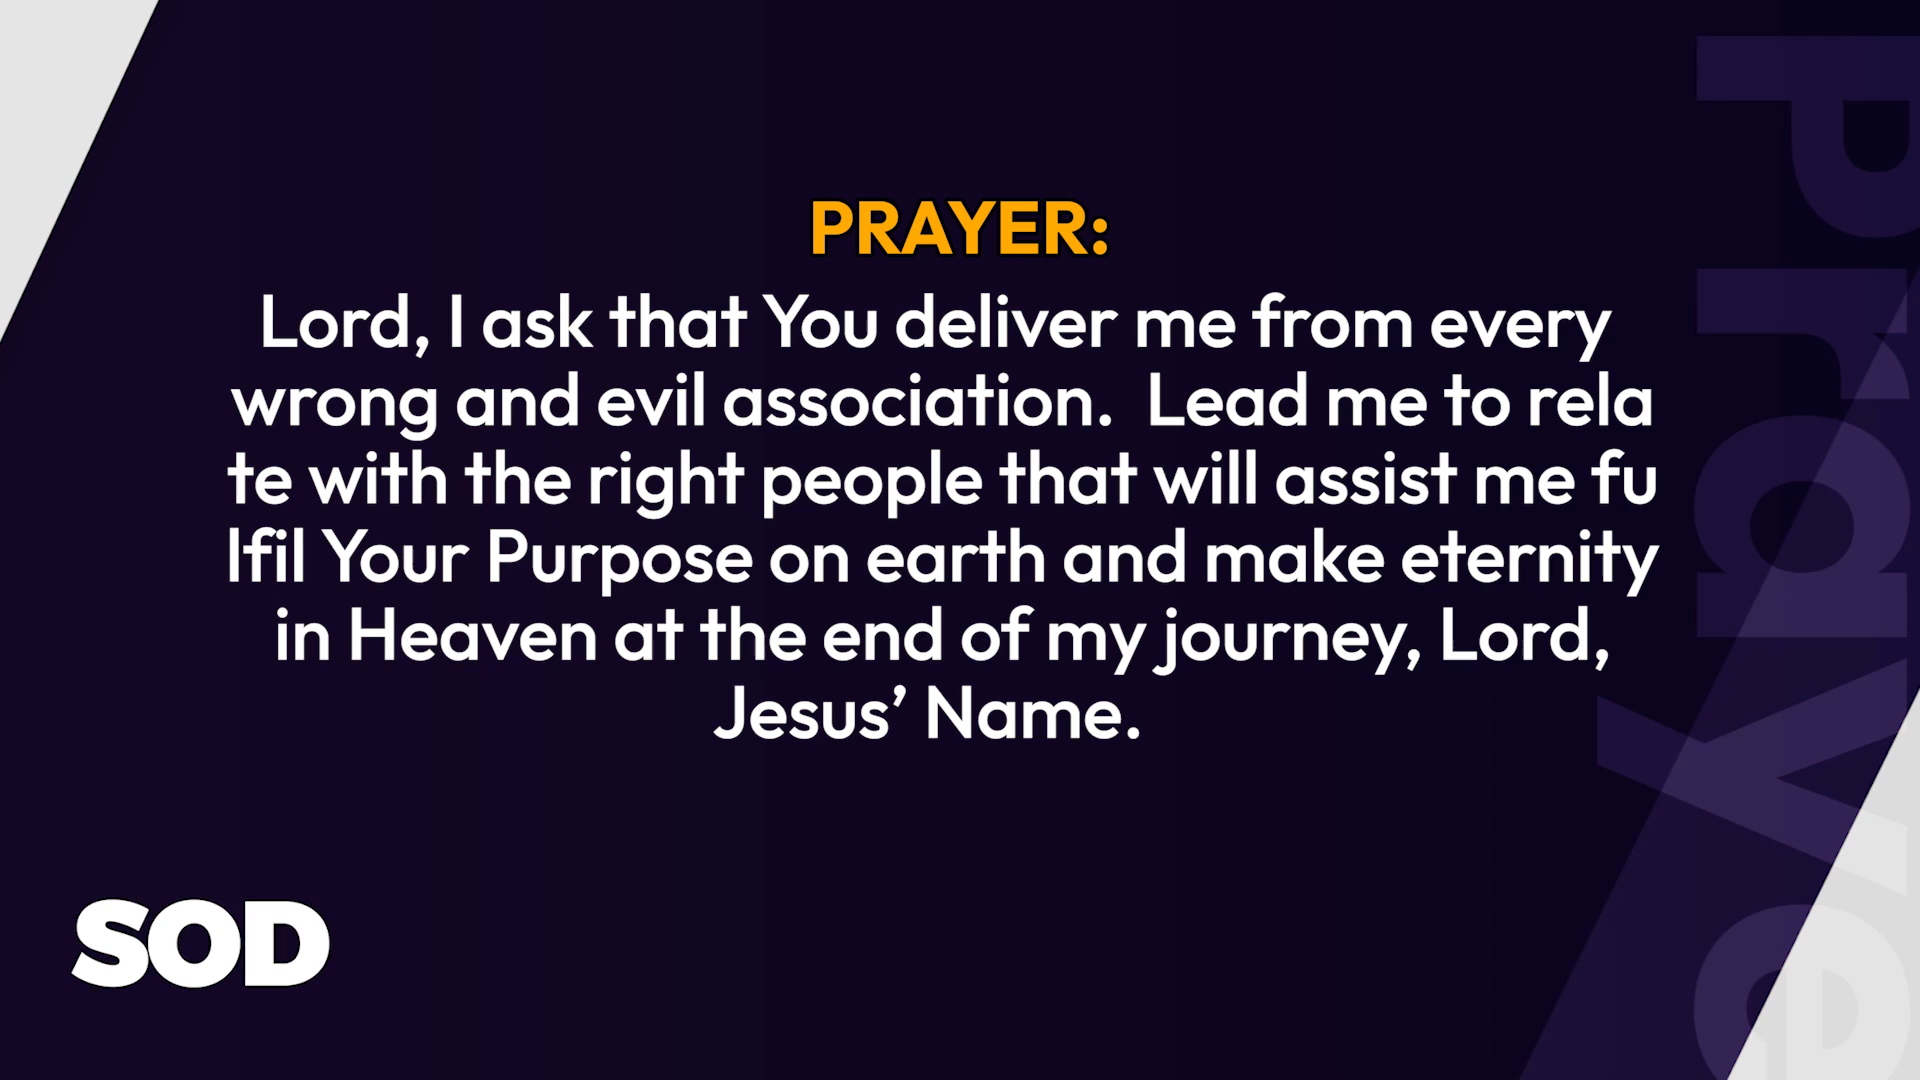 PRAYER:
Lord, I ask that You deliver me from every
wrong and evil association.  Lead me to rela
te with the right people that will assist me fu
lfil Your Purpose on earth and make eternity
in Heaven at the end of my journey, Lord,
Jesus’ Name.
SOD
Praye